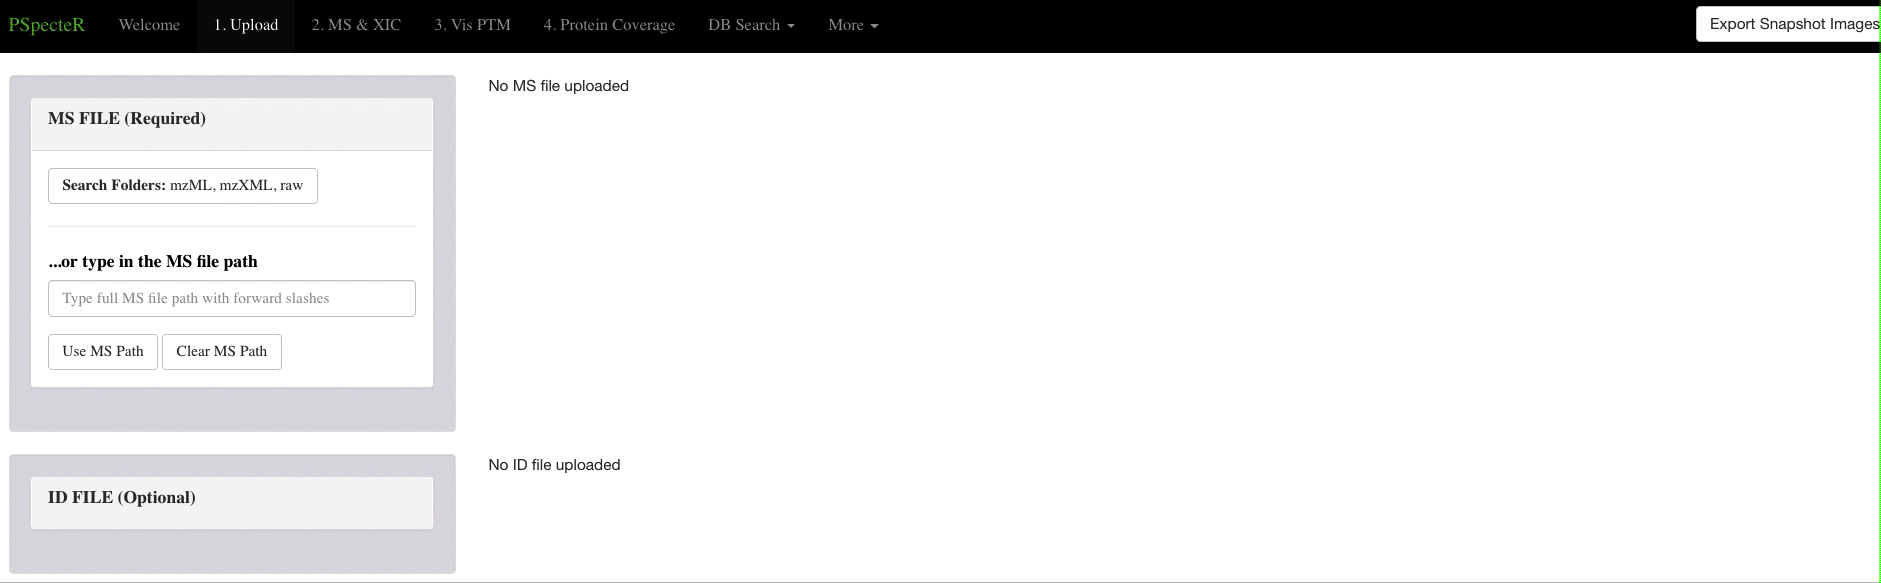 PSpecteR Welcome 1. Upload 2. MS & XIC 3. Vis PTM 4. Protein Coverage DB Search More Export Snapshot Images
No MS file uploaded
MS FILE (Required)
Search Folders: mzML, mzXML, raw
...or type in the MS file path
Type full MS file path with forward slashes
Use MS Path Clear MS Path
No ID file uploaded
ID FILE (Optional)